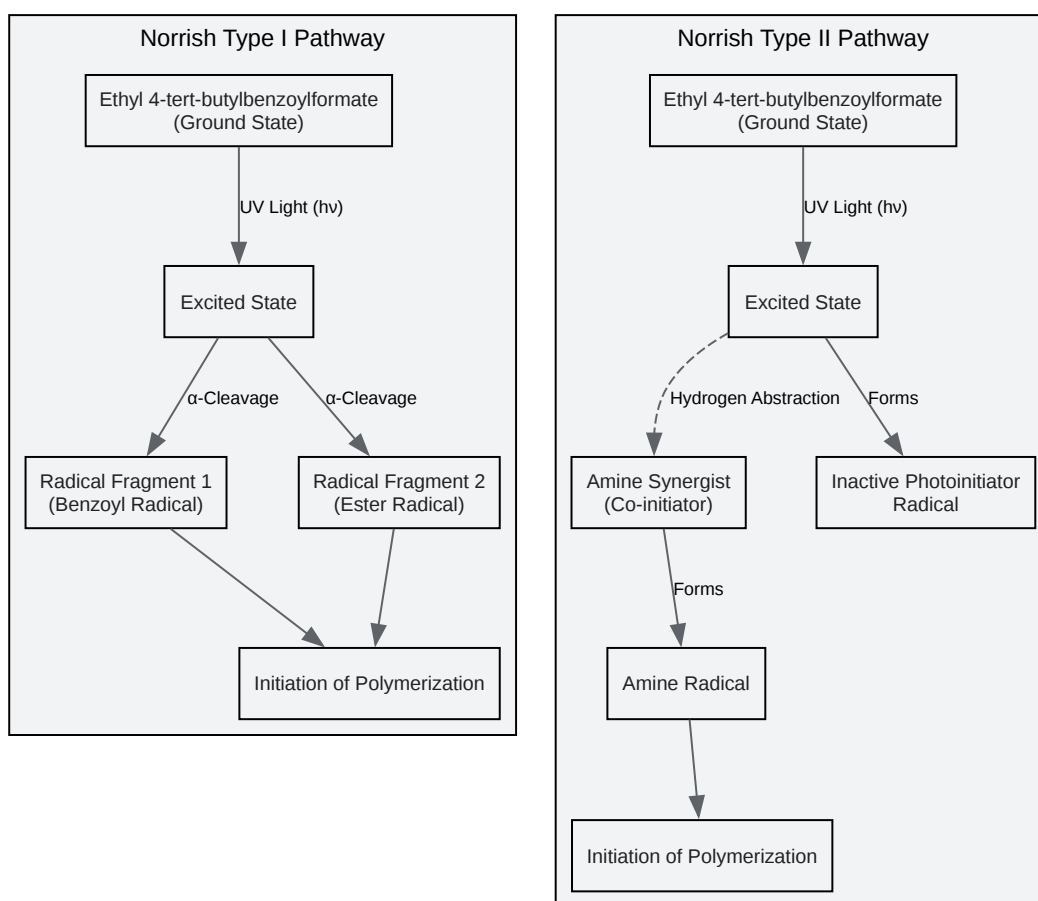 Norrish Type I Pathway
Ethyl 4-tert-butylbenzoylformate
(Ground State)
UV Light (hν)
Excited State
α-Cleavage
α-Cleavage
Radical Fragment 1
(Benzoyl Radical)
Radical Fragment 2
(Ester Radical)
Initiation of Polymerization
Norrish Type II Pathway
Ethyl 4-tert-butylbenzoylformate
(Ground State)
UV Light (hν)
Excited State
Hydrogen Abstraction
Forms
Amine Synergist
(Co-initiator)
Inactive Photoinitiator
Radical
Forms
Amine Radical
Initiation of Polymerization